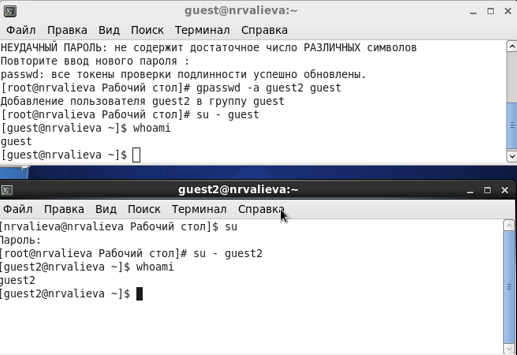 guest@nrvalieva:~
Файл Правка Вид Поиск Терминал Справка
НЕУДАЧНЫЙ ПАРОЛЬ: не содержит достаточное число РАЗЛИЧНЫХ символов
Повторите ввод нового пароля :
passwd: все токены проверки подлинности успешно обновлены.
[root@nrvalieva Рабочий стол]# gpasswd -a guest2 guest
Добавление пользователя guest2 в группу guest
[root@nrvalieva Рабочий стол]# su - guest
[guest@nrvalieva ~]$ whoami
guest
[guest@nrvalieva ~]$
guest2@nrvalieva:~
Файл Правка Вид Поиск Терминал Справка
[nrvalieva@nrvalieva Рабочий стол]$ su
Пароль:
[root@nrvalieva Рабочий стол]# su - guest2
[guest2@nrvalieva ~]$ whoami
guest2
[guest2@nrvalieva ~]$